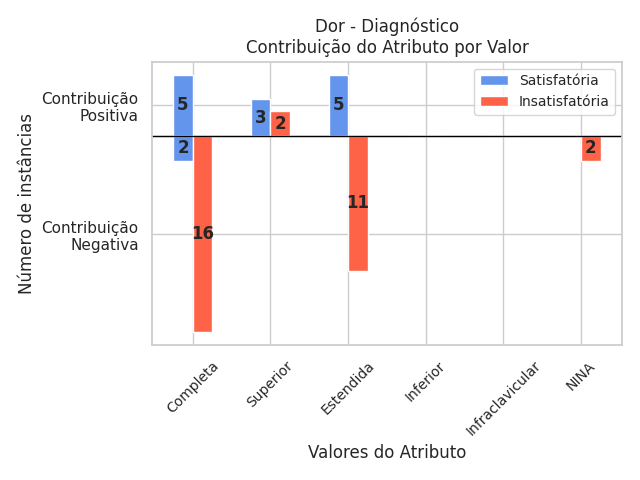 Dor - Diagnóstico
Contribuição do Atributo por Valor
Satisfatória
Insatisfatória
Contribuição
Positiva
Contribuição
Negativa
Número de instâncias
5
3
2
5
2
2
16
11
Completa
Superior
Estendida
Inferior
Infraclavicular
NINA
Valores do Atributo